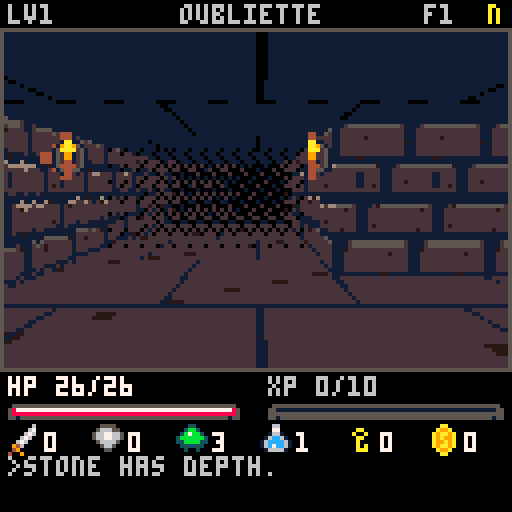 LV1 OUBLIETTE F1 N
HP 26/26 XP 0/10
0 0 3 1 0 0
>STONE HAS DEPTH.